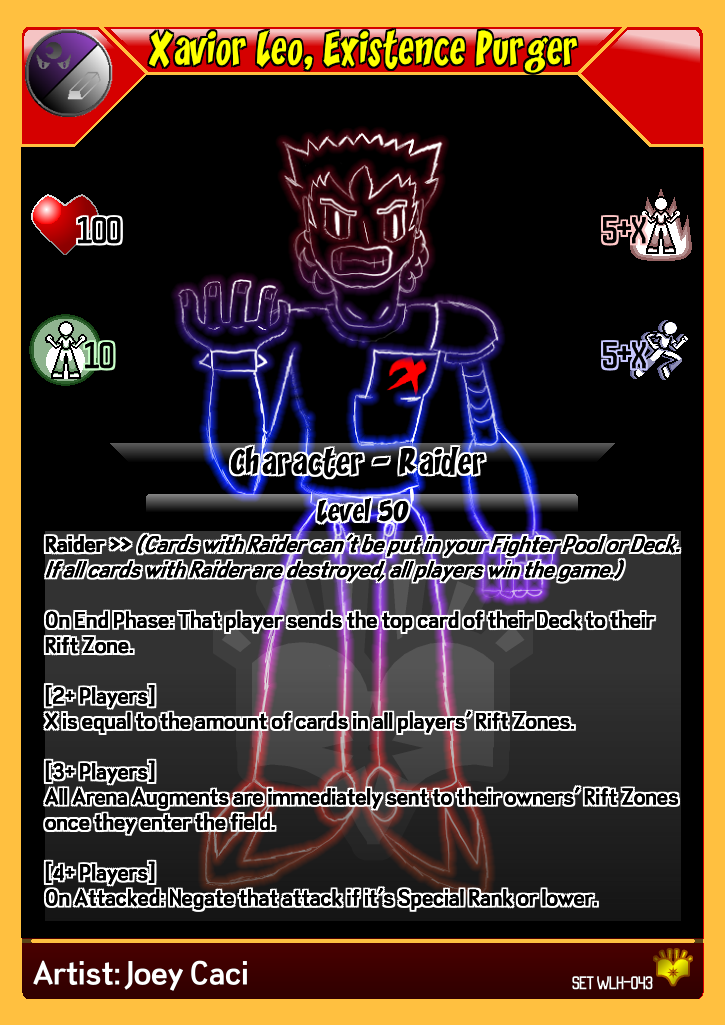 Xavior Leo, Existence Purger
100
5+X
10
5+X
Character - Raider
Level 50
Raider >> (Cards with Raider can't be put in your Fighter Pool or Deck.
If all cards with Raider are destroyed, all players win the game.)
On End Phase: That player sends the top card of their Deck to their
Rift Zone.
[2+ Players]
X is equal to the amount of cards in all players' Rift Zones.
[3+ Players]
All Arena Augments are immediately sent to their owners' Rift Zones
once they enter the field.
[4+ Players]
On Attacked: Negate that attack if it's Special Rank or lower.
Artist: Joey Caci
SET WLH-043